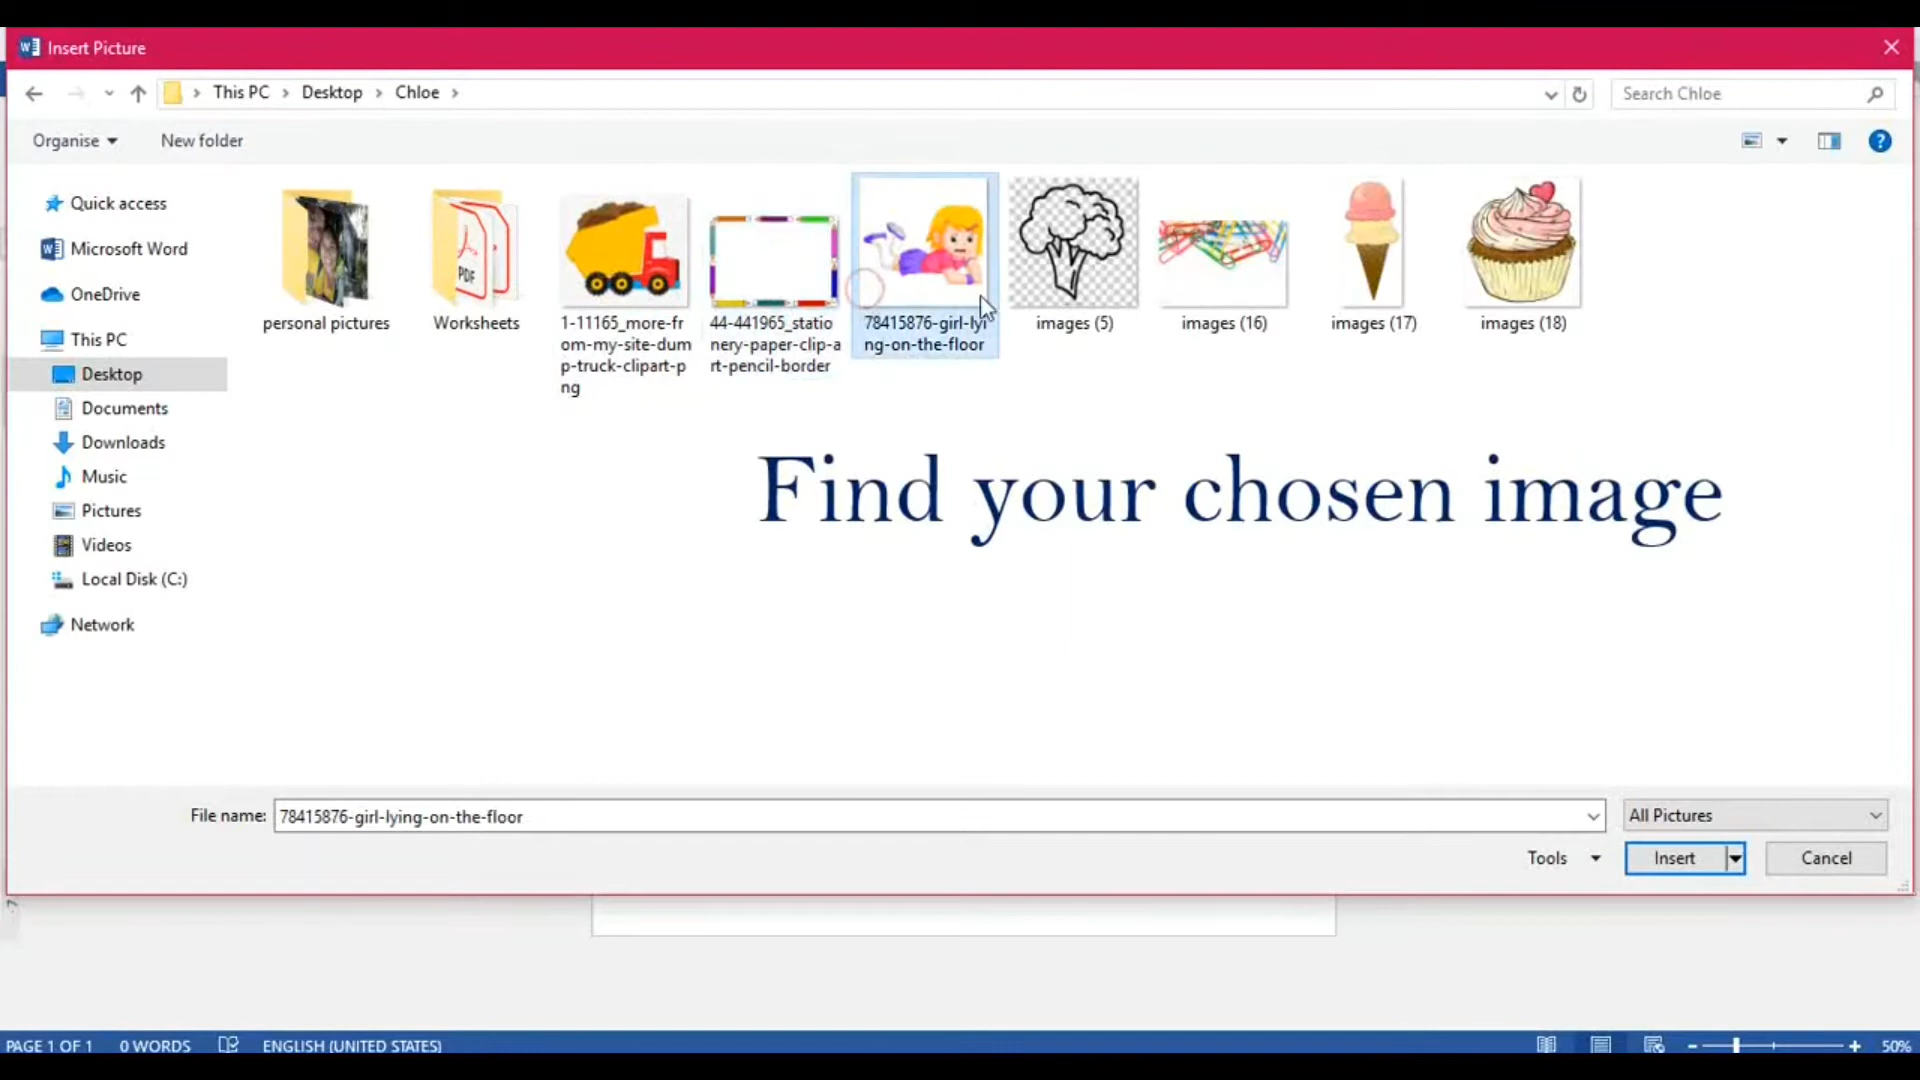 Insert Picture
This PC > Desktop > Chloe >
Search Chloe
Organise
New folder
Quick access
Microsoft Word
OneDrive
This PC
Desktop
Documents
Downloads
Music
Pictures
Videos
Local Disk (C:)
Network
personal pictures
Worksheets
PDF
1-11165_more-fr
om-my-site-dum
p-truck-clipart-p
ng
44-441965_statio
nery-paper-clip-a
rt-pencil-border
78415876-girl-lyi
ng-on-the-floor
images (5)
images (16)
images (17)
images (18)
Find your chosen image
File name:
78415876-girl-lying-on-the-floor
All Pictures
Tools
Insert
Cancel
PAGE 1 OF 1
0 WORDS
ENGLISH (UNITED STATES)
50%